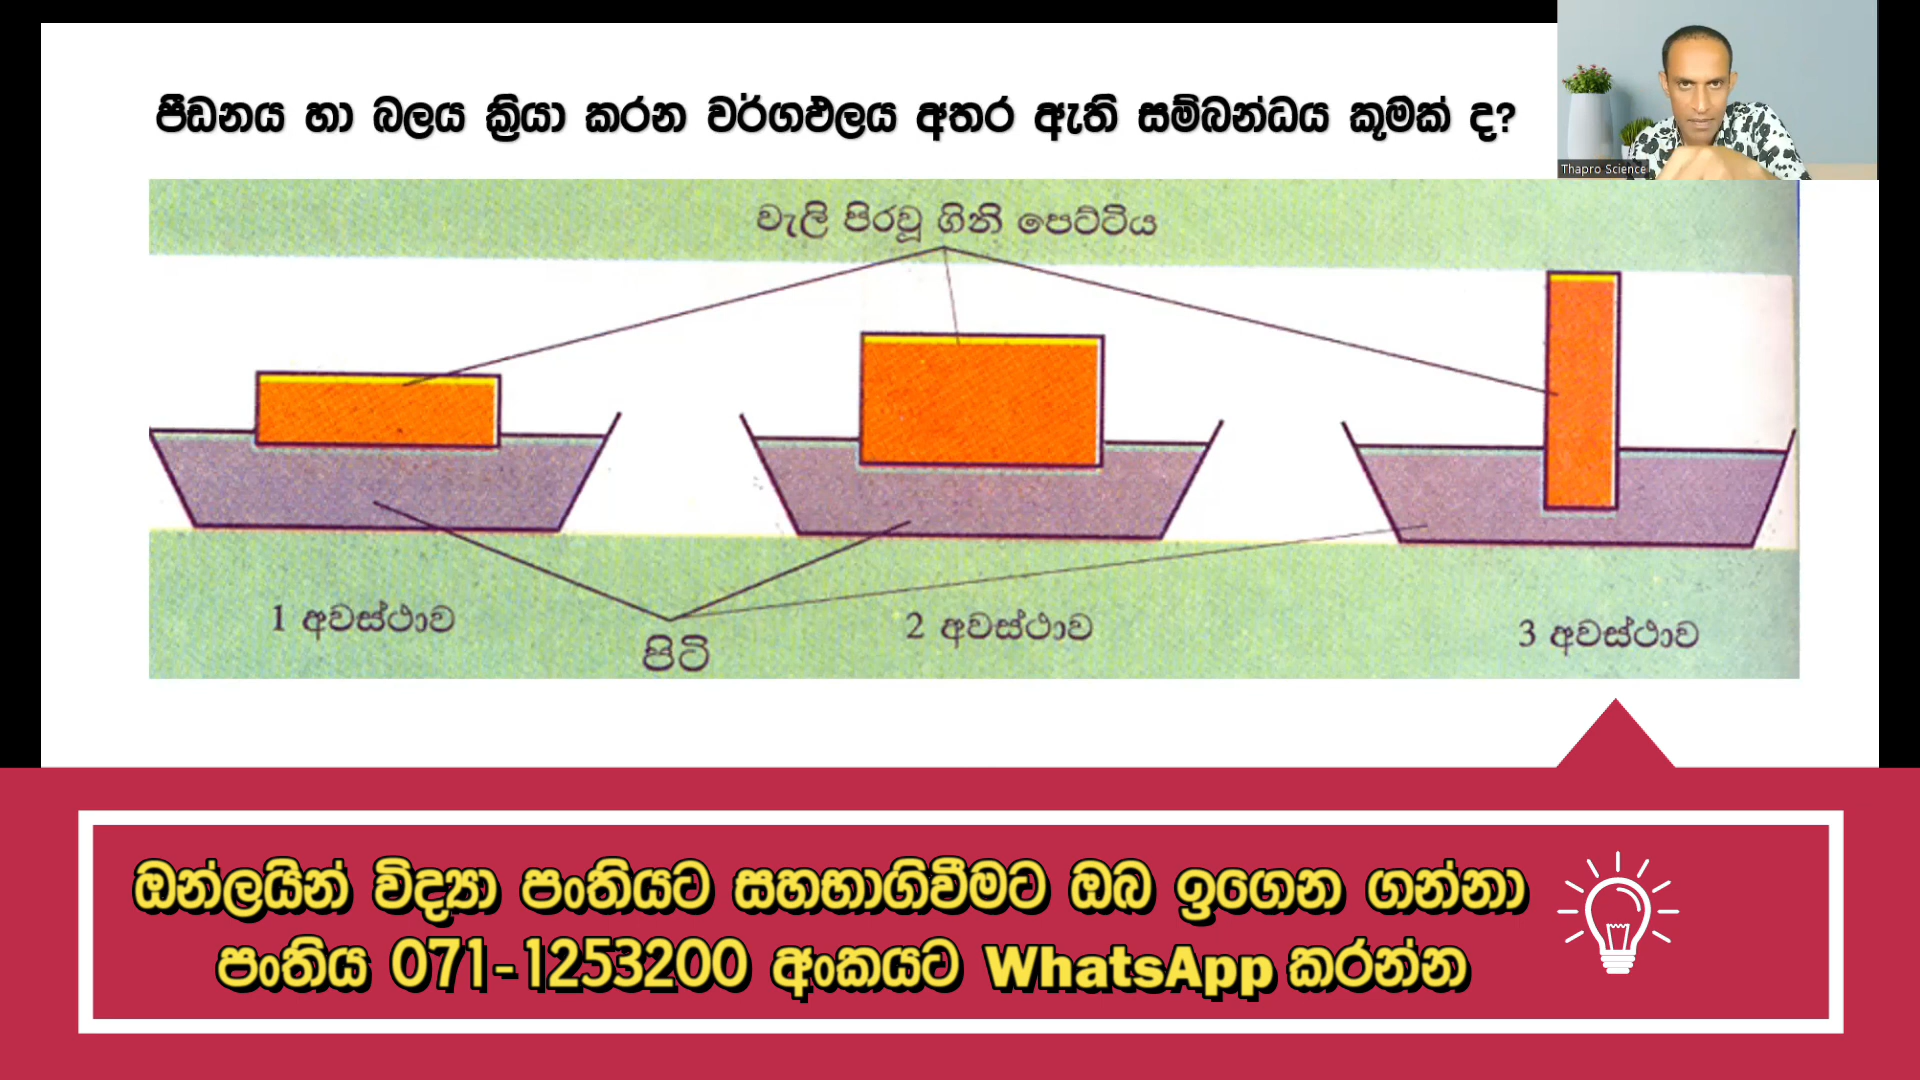 පීඩනය හා බලය ක්‍රියා කරන වර්ගඵලය අතර ඇති සම්බන්ධය කුමක් ද?
Thapro Science
වැලි පිරවූ ගිනි පෙට්ටිය
1 අවස්ථාව
2 අවස්ථාව
3 අවස්ථාව
පිටි
ඔන්ලයින් විද්‍යා පංතියට සහභාගිවීමට ඔබ ඉගෙන ගන්නා
පංතිය 071-1253200 අංකයට WhatsApp කරන්න